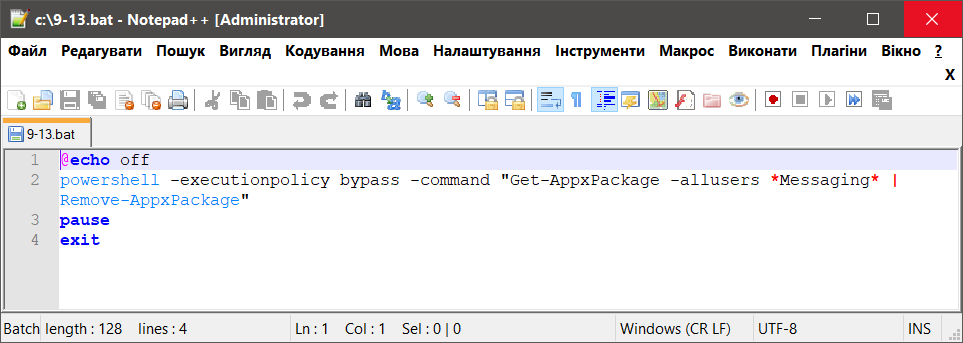 c:\9-13.bat - Notepad++ [Administrator]
Файл Редагувати Пошук Вигляд Кодування Мова Налаштування Інструменти Макрос Виконати Плагіни Вікно ?
X
9-13.bat
1 @echo off
2 powershell -executionpolicy bypass -command "Get-AppxPackage -allusers *Messaging* |
Remove-AppxPackage"
3 pause
4 exit
Batch length : 128 lines : 4 Ln : 1 Col : 1 Sel : 0 | 0 Windows (CR LF) UTF-8 INS